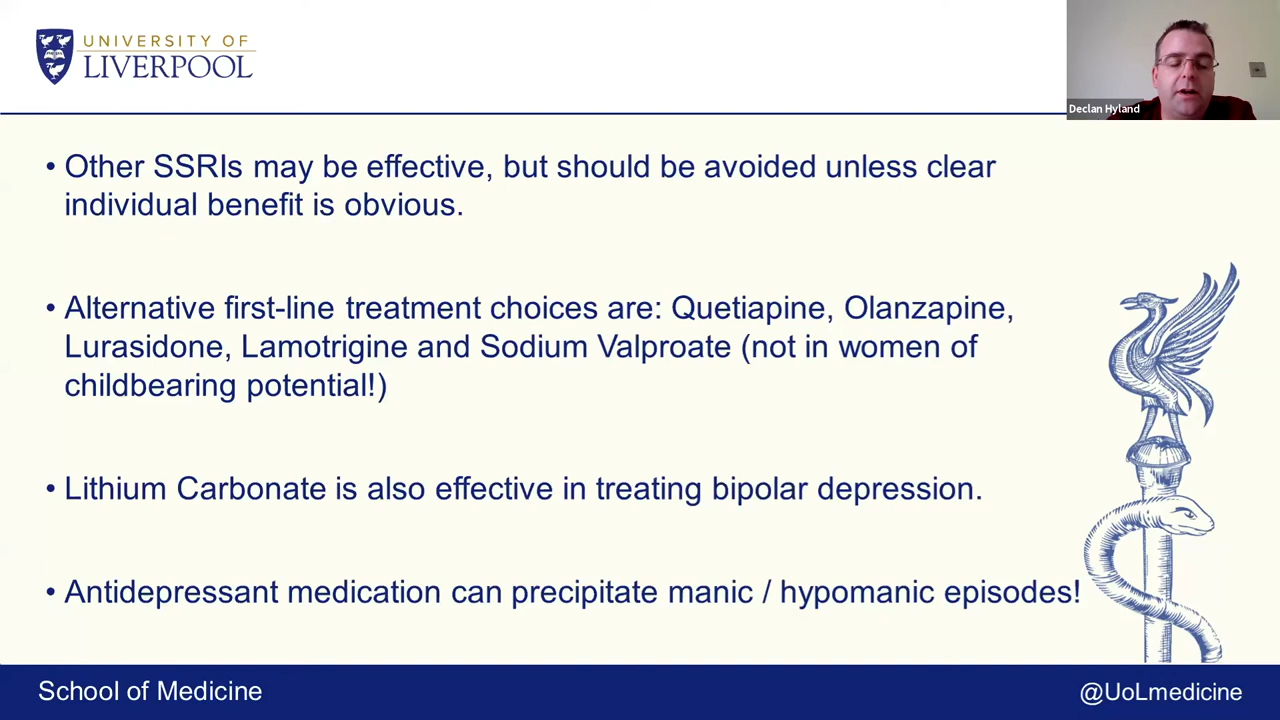 UNIVERSITY OF
LIVERPOOL
Declan Hyland
• Other SSRIs may be effective, but should be avoided unless clear
individual benefit is obvious.
• Alternative first-line treatment choices are: Quetiapine, Olanzapine,
Lurasidone, Lamotrigine and Sodium Valproate (not in women of
childbearing potential!)
• Lithium Carbonate is also effective in treating bipolar depression.
• Antidepressant medication can precipitate manic / hypomanic episodes!
School of Medicine
@UoLmedicine